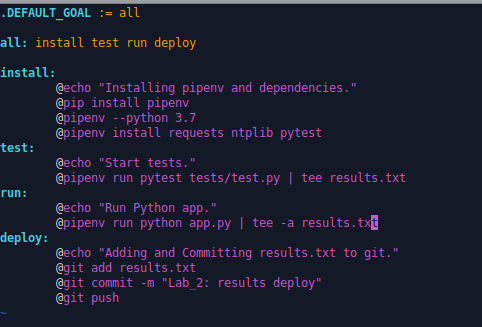 .DEFAULT_GOAL := all
all: install test run deploy
install:
@echo "Installing pipenv and dependencies."
@pip install pipenv
@pipenv --python 3.7
@pipenv install requests ntplib pytest
test:
@echo "Start tests."
@pipenv run pytest tests/test.py | tee results.txt
run:
@echo "Run Python app."
@pipenv run python app.py | tee -a results.txt
deploy:
@echo "Adding and Committing results.txt to git."
@git add results.txt
@git commit -m "Lab_2: results deploy"
@git push
~